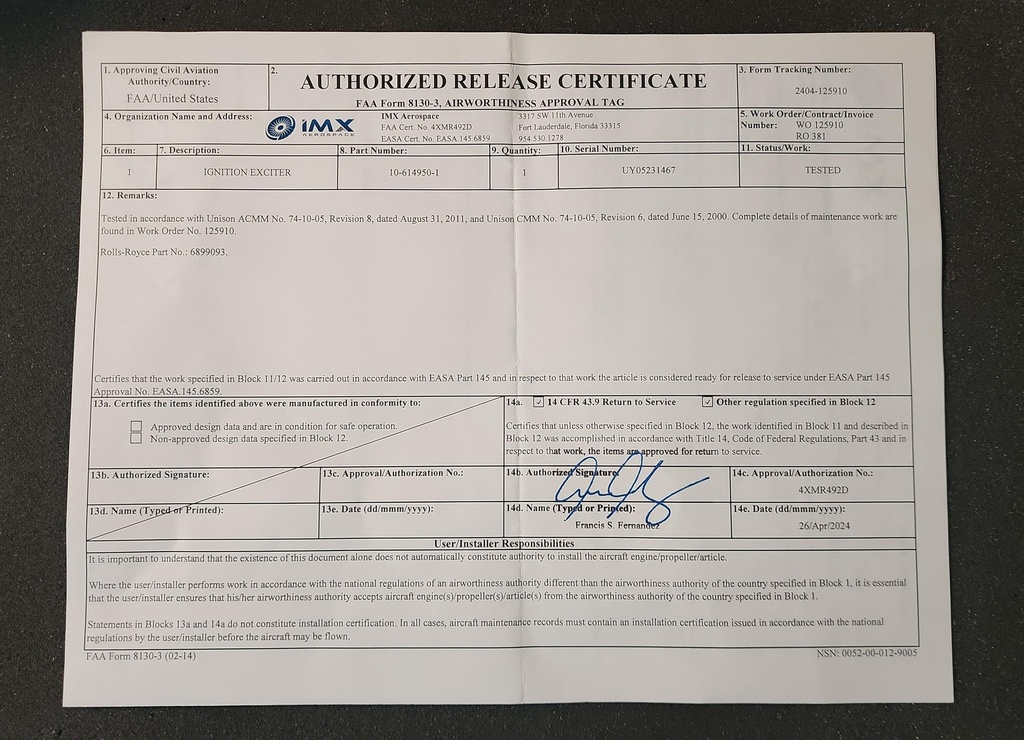 1. Approving Civil Aviation
Authority/Country:
FAA/United States
2.
AUTHORIZED RELEASE CERTIFICATE
FAA Form 8130-3, AIRWORTHINESS APPROVAL TAG
3. Form Tracking Number:
2404-125910
4. Organization Name and Address:
IMX
AEROSPACE
IMX Aerospace
FAA Cert. No. 4XMR492D
EASA Cert. No. EASA.145.6859
3317 SW 11th Avenue
Fort Lauderdale, Florida 33315
954.530.1278
5. Work Order/Contract/Invoice
Number: WO 125910
RO 381
6. Item:
1
7. Description:
IGNITION EXCITER
8. Part Number:
10-614950-1
9. Quantity:
1
10. Serial Number:
UY05231467
11. Status/Work:
TESTED
12. Remarks:
Tested in accordance with Unison ACMM No. 74-10-05, Revision 8, dated August 31, 2011, and Unison CMM No. 74-10-05, Revision 6, dated June 15, 2000. Complete details of maintenance work are
found in Work Order No. 125910.
Rolls-Royce Part No.: 6899093.
Certifies that the work specified in Block 11/12 was carried out in accordance with EASA Part 145 and in respect to that work the article is considered ready for release to service under EASA Part 145
Approval No. EASA.145.6859.
13a. Certifies the items identified above were manufactured in conformity to:
Approved design data and are in condition for safe operation.
Non-approved design data specified in Block 12.
14a. 14 CFR 43.9 Return to Service Other regulation specified in Block 12
Certifies that unless otherwise specified in Block 12, the work identified in Block 11 and described in
Block 12 was accomplished in accordance with Title 14, Code of Federal Regulations, Part 43 and in
respect to that work, the items are approved for return to service.
13b. Authorized Signature:
13c. Approval/Authorization No.:
14b. Authorized Signature:
14c. Approval/Authorization No.:
4XMR492D
13d. Name (Typed or Printed):
13e. Date (dd/mmm/yyyy):
14d. Name (Typed or Printed):
Francis S. Fernandez
14e. Date (dd/mmm/yyyy):
26/Apr/2024
User/Installer Responsibilities
It is important to understand that the existence of this document alone does not automatically constitute authority to install the aircraft engine/propeller/article.
Where the user/installer performs work in accordance with the national regulations of an airworthiness authority different than the airworthiness authority of the country specified in Block 1, it is essential
that the user/installer ensures that his/her airworthiness authority accepts aircraft engine(s)/propeller(s)/article(s) from the airworthiness authority of the country specified in Block 1.
Statements in Blocks 13a and 14a do not constitute installation certification. In all cases, aircraft maintenance records must contain an installation certification issued in accordance with the national
regulations by the user/installer before the aircraft may be flown.
FAA Form 8130-3 (02-14)
NSN: 0052-00-012-9005